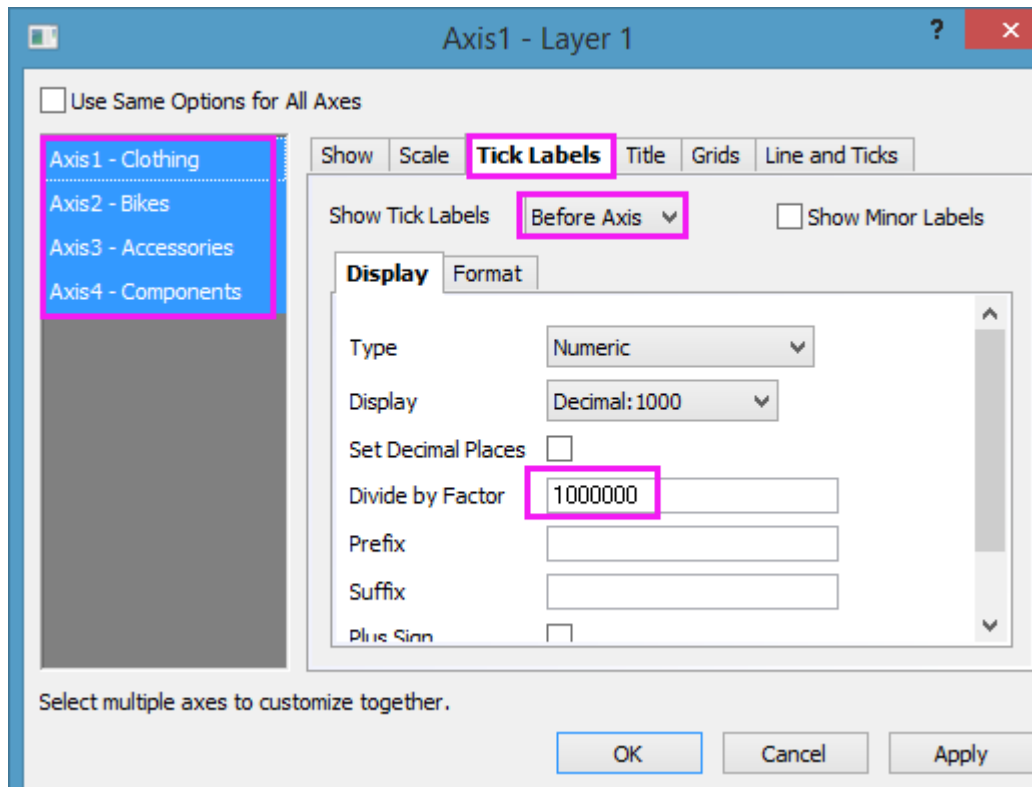 Axis1 - Layer 1
?
Use Same Options for All Axes
Axis1 - Clothing
Axis2 - Bikes
Axis3 - Accessories
Axis4 - Components
Show Scale Tick Labels Title Grids Line and Ticks
Show Tick Labels Before Axis Show Minor Labels
Display Format
Type Numeric
Display Decimal:1000
Set Decimal Places
Divide by Factor 1000000
Prefix
Suffix
Plus Sign
Select multiple axes to customize together.
OK Cancel Apply